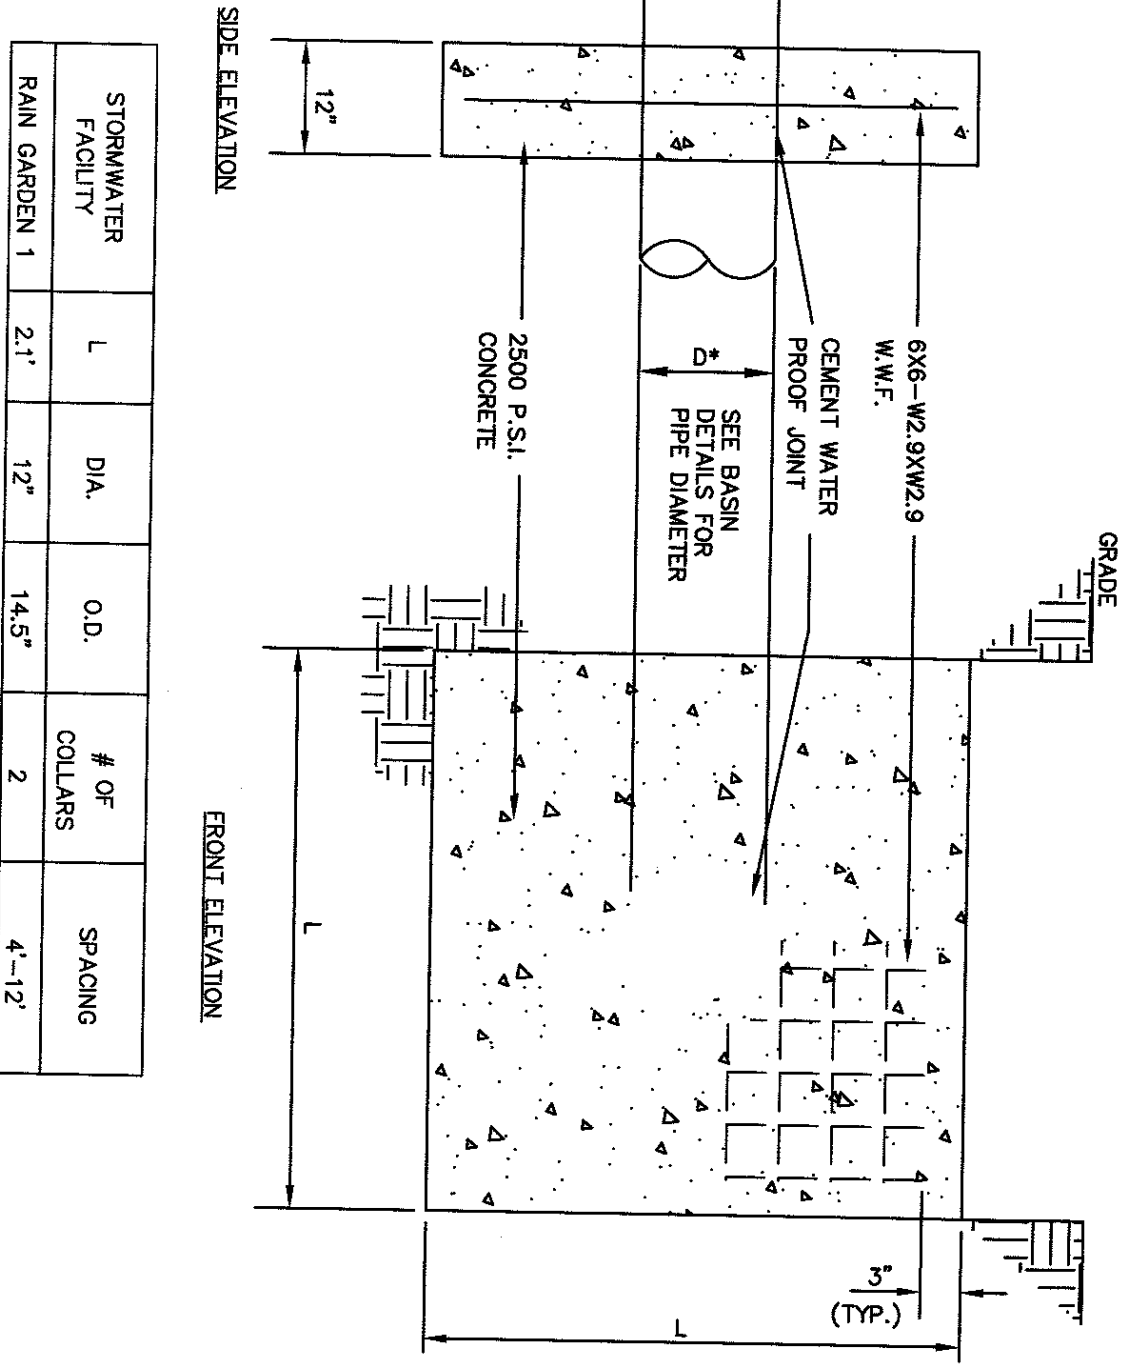 GRADE
6X6-W2.9XW2.9
W.W.F.
CEMENT WATER
PROOF JOINT
D*
SEE BASIN
DETAILS FOR
PIPE DIAMETER
2500 P.S.I.
CONCRETE
3"
(TYP.)
L
12"
L
SIDE ELEVATION
FRONT ELEVATION
STORMWATER
FACILITY
L
DIA.
O.D.
# OF
COLLARS
SPACING
RAIN GARDEN 1
2.1'
12"
14.5"
2
4'-12'